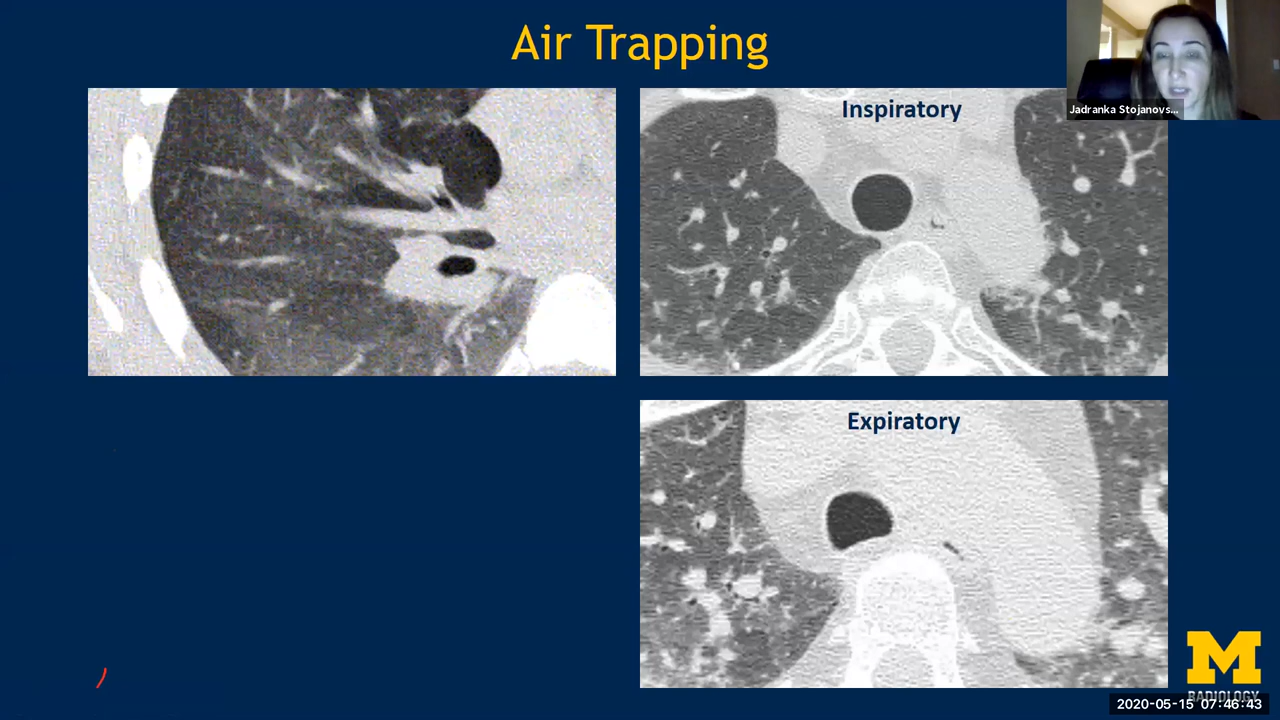 Air Trapping
Inspiratory
Jadranka Stojanovs...
Expiratory
M
RADIOLOGY
2020-05-15 07:46:43